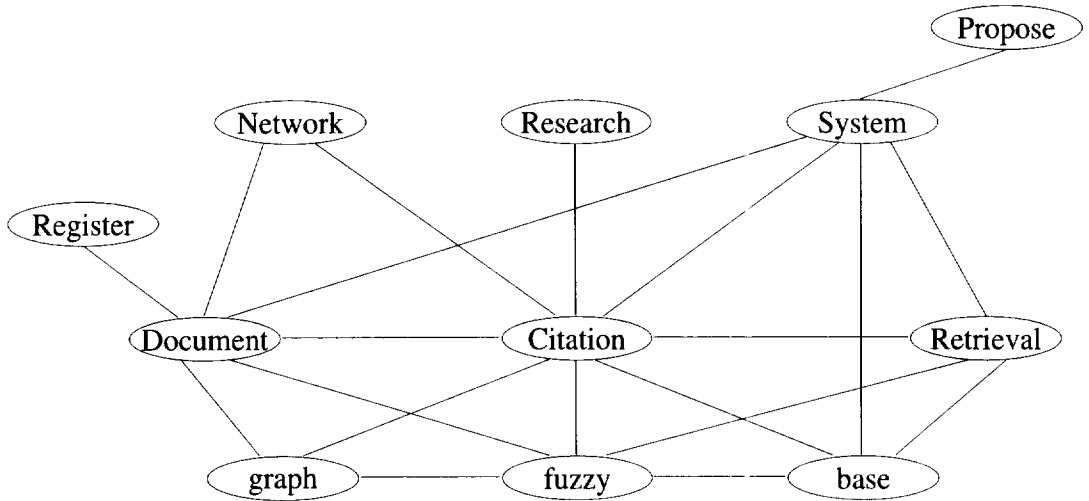 Propose
Network
Research
System
Register
Document
Citation
Retrieval
graph
fuzzy
base